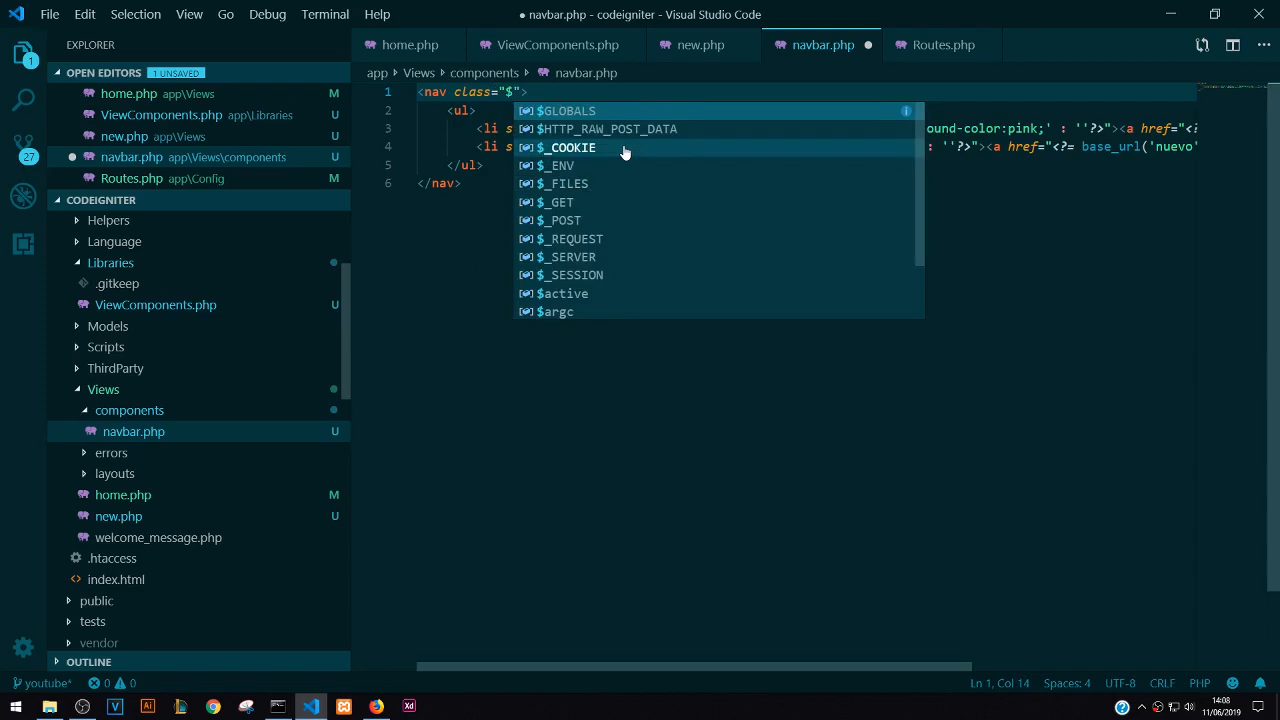 File Edit Selection View Go Debug Terminal Help
● navbar.php - codeigniter - Visual Studio Code
EXPLORER
OPEN EDITORS 1 UNSAVED
home.php app\Views M
ViewComponents.php app\Libraries U
new.php app\Views U
navbar.php app\Views\components U
Routes.php app\Config M
CODEIGNITER
Helpers
Language
Libraries
.gitkeep
ViewComponents.php U
Models
Scripts
ThirdParty
Views
components
navbar.php U
errors
layouts
home.php M
new.php U
welcome_message.php
.htaccess
index.html
public
tests
vendor
OUTLINE
1
27
home.php ViewComponents.php new.php navbar.php Routes.php
app Views components navbar.php
1 <nav class="$">
2 <ul>
3 <li s ound-color:pink;' : ''?>"><a href="<?
4 <li s : ''?>"><a href="<?= base_url('nuevo'
5 </ul>
6 </nav>
$GLOBALS
$HTTP_RAW_POST_DATA
$_COOKIE
$_ENV
$_FILES
$_GET
$_POST
$_REQUEST
$_SERVER
$_SESSION
$active
$argc
youtube* 0 0 Ln 1, Col 14 Spaces: 4 UTF-8 CRLF PHP
V Ai Xd
14:08
11/06/2019